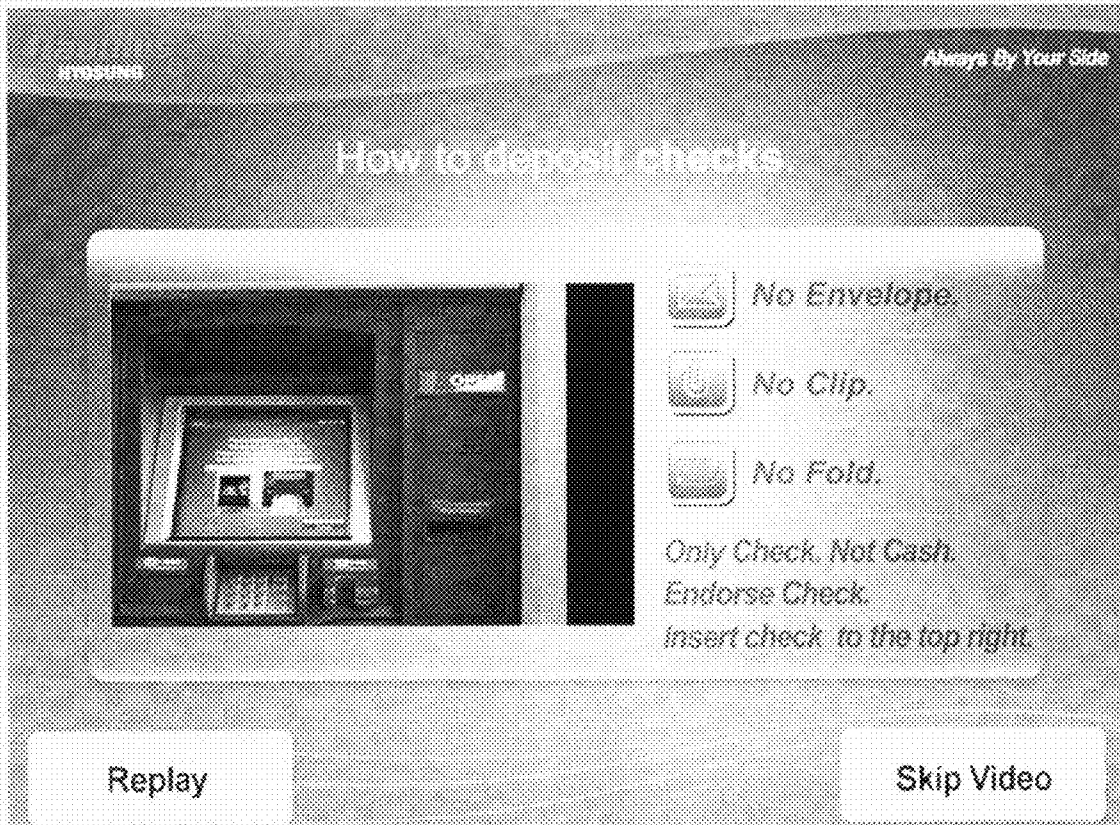 HYOSUNG
Always By Your Side
How to deposit checks
No Envelope.
No Clip.
No Fold.
Only Check. Not Cash.
Endorse Check.
Insert check to the top right.
Replay
Skip Video